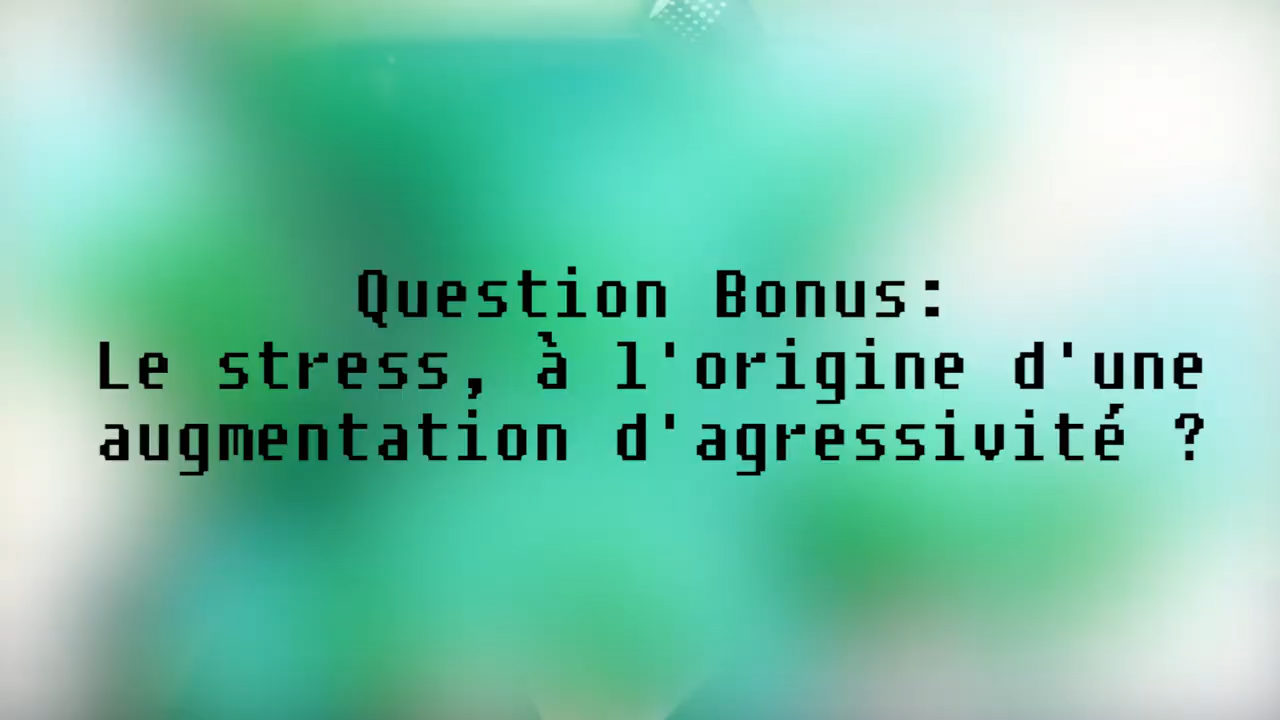 Question Bonus:
Le stress, à l'origine d'une
augmentation d'agressivité ?